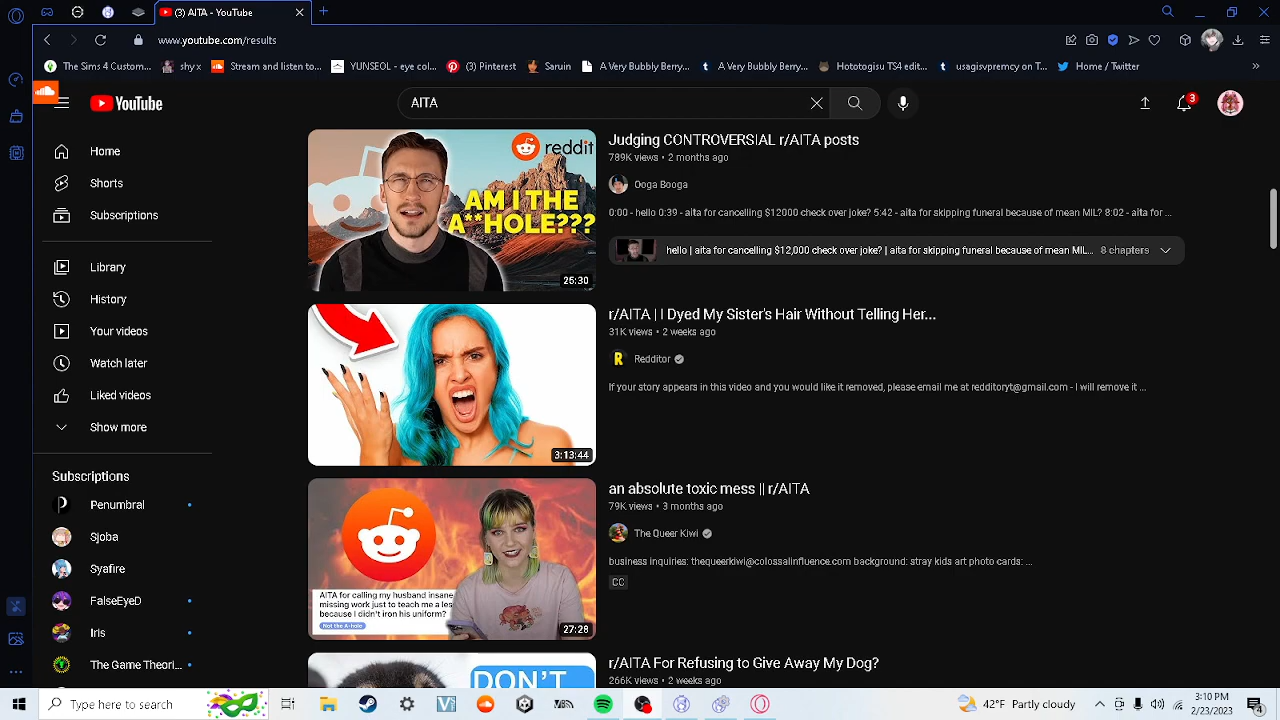 (3) AITA - YouTube
www.youtube.com/results
The Sims 4 Custom...
shy x
Stream and listen to...
YUNSEOL - eye col...
(3) Pinterest
Saruin
A Very Bubbly Berry...
A Very Bubbly Berry...
Hototogisu TS4 edit...
usagisvpremcy on T...
Home / Twitter
YouTube
AITA
3
Home
Shorts
Subscriptions
Library
History
Your videos
Watch later
Liked videos
Show more
Subscriptions
Penumbral
Sjoba
Syafire
FalseEyeD
Iris
The Game Theori...
reddit
AM I THE
A**HOLE???
25:30
Judging CONTROVERSIAL r/AITA posts
789K views • 2 months ago
Ooga Booga
0:00 - hello 0:39 - aita for cancelling $12000 check over joke? 5:42 - aita for skipping funeral because of mean MIL 8:02 - aita for ...
hello | aita for cancelling $12,000 check over joke? | aita for skipping funeral because of mean MIL...
8 chapters
3:13:44
r/AITA | I Dyed My Sister's Hair Without Telling Her...
31K views • 2 weeks ago
R
Redditor
If your story appears in this video and you would like it removed, please email me at redditoryt@gmail.com - I will remove it ...
AITA for calling my husband insane
missing work just to teach me a les
because I didn't iron his uniform?
Not the A-hole
27:28
an absolute toxic mess || r/AITA
79K views • 3 months ago
The Queer Kiwi
business inquiries: thequeerkiwi@colossalinfluence.com background: stray kids art photo cards: ...
CC
DON'T
r/AITA For Refusing to Give Away My Dog?
266K views • 2 weeks ago
Type here to search
42°F Partly cloudy
3:10 PM
2/23/2023
4